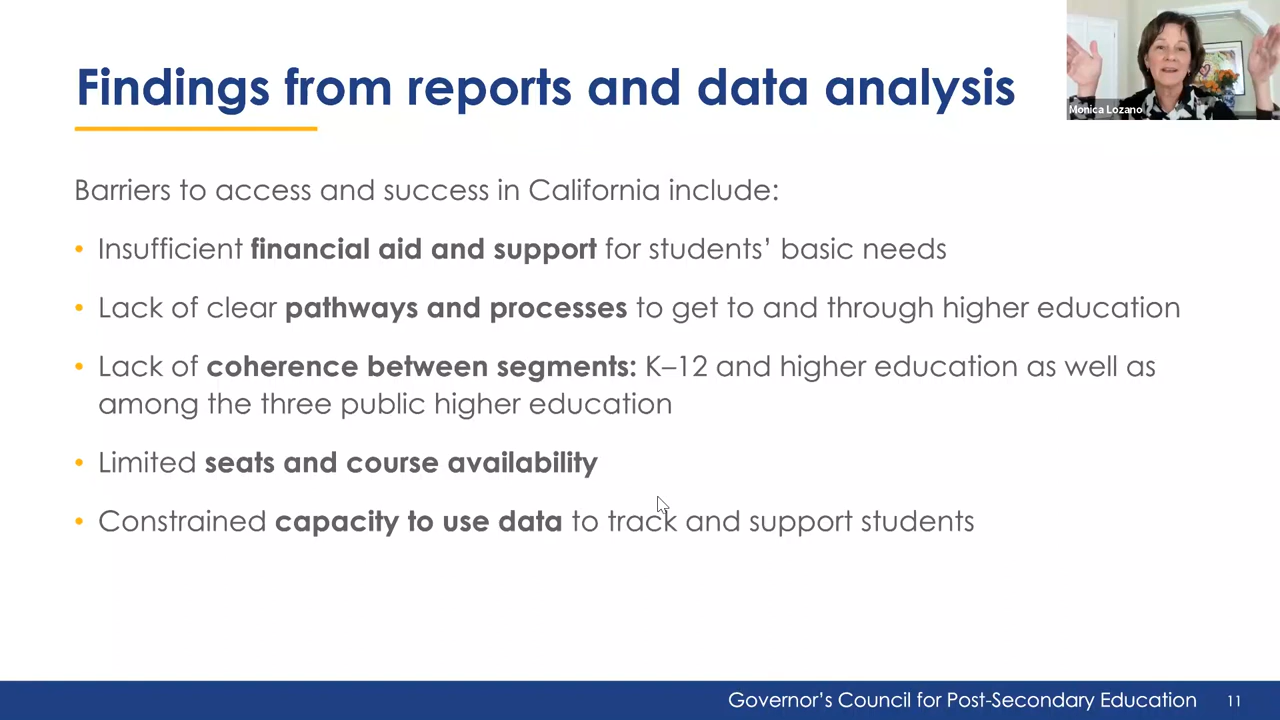 Findings from reports and data analysis
Monica Lozano
Barriers to access and success in California include:
• Insufficient financial aid and support for students’ basic needs
• Lack of clear pathways and processes to get to and through higher education
• Lack of coherence between segments: K–12 and higher education as well as
among the three public higher education
• Limited seats and course availability
• Constrained capacity to use data to track and support students
Governor’s Council for Post-Secondary Education 11